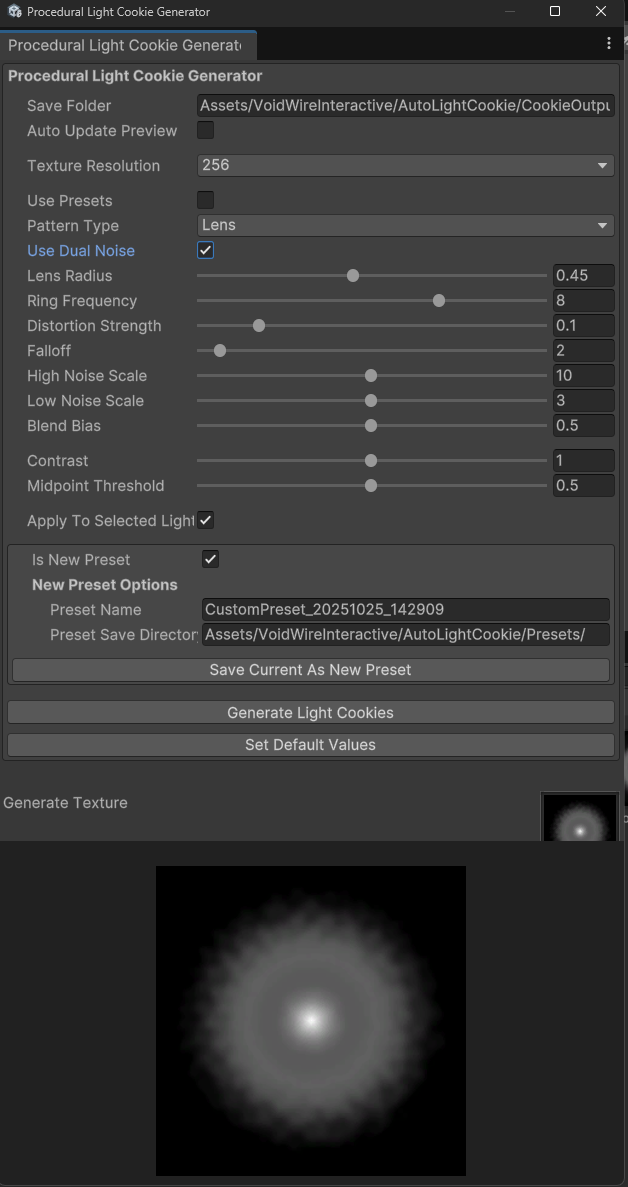 Procedural Light Cookie Generator
Procedural Light Cookie Generat
Procedural Light Cookie Generator
Save Folder Assets/VoidWireInteractive/AutoLightCookie/CookieOutpu
Auto Update Preview
Texture Resolution 256
Use Presets
Pattern Type Lens
Use Dual Noise
Lens Radius 0.45
Ring Frequency 8
Distortion Strength 0.1
Falloff 2
High Noise Scale 10
Low Noise Scale 3
Blend Bias 0.5
Contrast 1
Midpoint Threshold 0.5
Apply To Selected Light
Is New Preset
New Preset Options
Preset Name CustomPreset_20251025_142909
Preset Save Director Assets/VoidWireInteractive/AutoLightCookie/Presets/
Save Current As New Preset
Generate Light Cookies
Set Default Values
Generate Texture